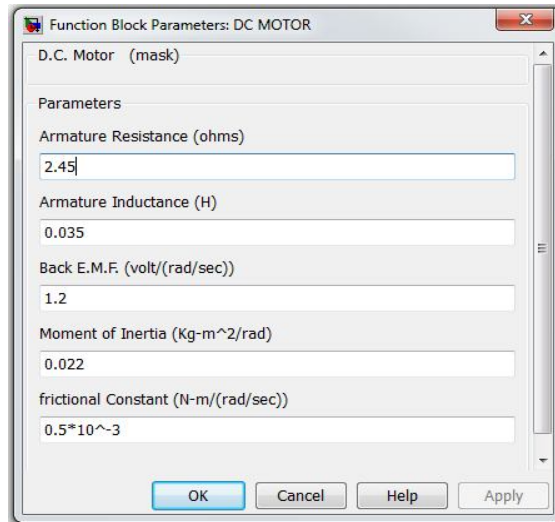 Function Block Parameters: DC MOTOR
D.C. Motor (mask)
Parameters
Armature Resistance (ohms)
2.45
Armature Inductance (H)
0.035
Back E.M.F. (volt/(rad/sec))
1.2
Moment of Inertia (Kg-m^2/rad)
0.022
frictional Constant (N-m/(rad/sec))
0.5*10^-3
OK Cancel Help Apply